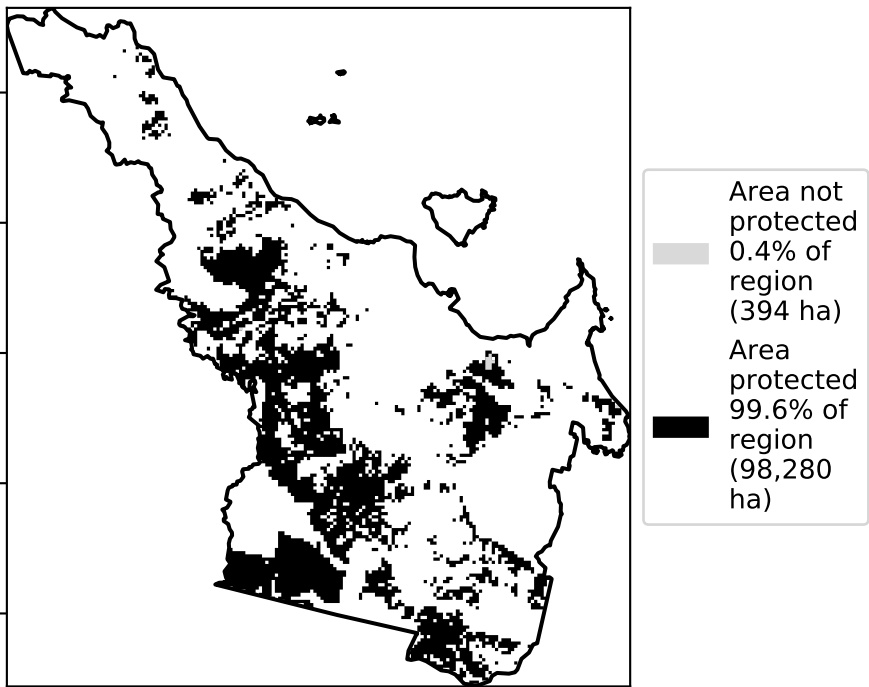 Area not
protected
0.4% of
region
(394 ha)
Area
protected
99.6% of
region
(98,280
ha)